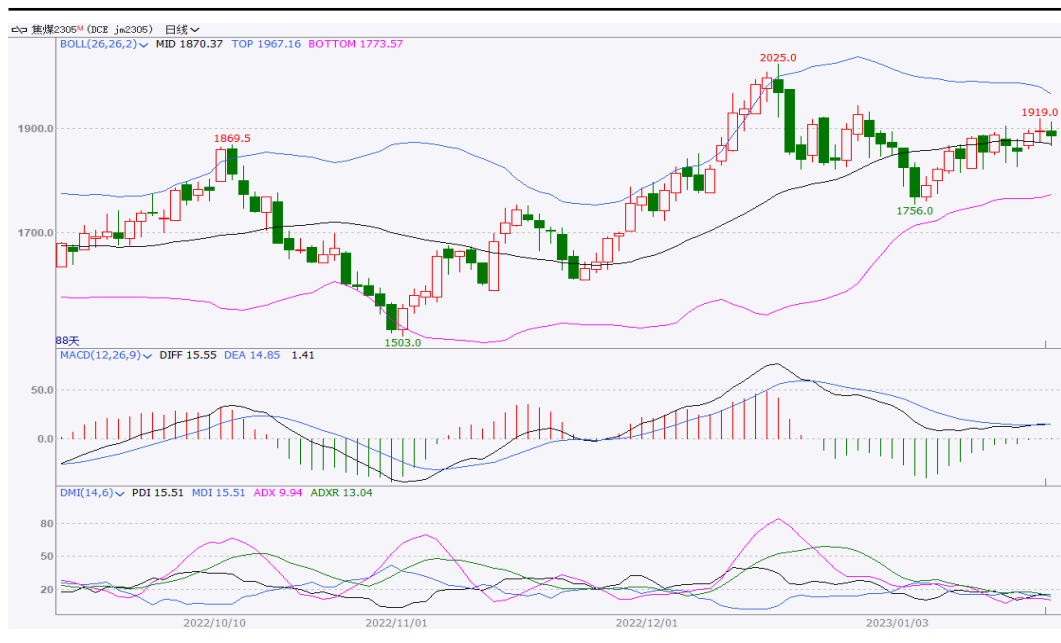 焦煤2305M (DCE jm2305) 日线
BOLL(26,26,2) MID 1870.37 TOP 1967.16 BOTTOM 1773.57
2025.0
1919.0
1900.0
1869.5
1756.0
1700.0
1503.0
88天
MACD(12,26,9) DIFF 15.55 DEA 14.85 1.41
50.0
0.0
DMI(14,6) PDI 15.51 MDI 15.51 ADX 9.94 ADXR 13.04
80
50
20
2022/10/10 2022/11/01 2022/12/01 2023/01/03